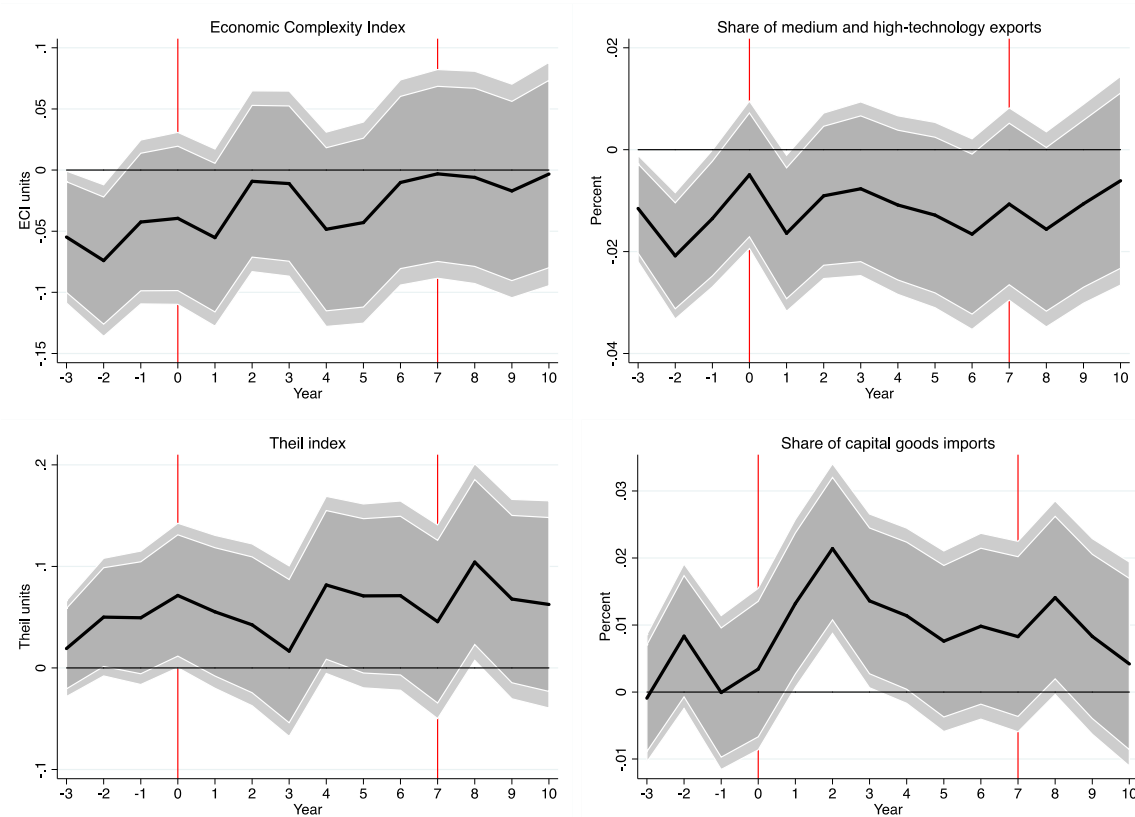 Economic Complexity Index
.1
.05
0
-.05
-.1
-.15
ECI units
-3 -2 -1 0 1 2 3 4 5 6 7 8 9 10
Year
Share of medium and high-technology exports
.02
0
-.02
-.04
Percent
-3 -2 -1 0 1 2 3 4 5 6 7 8 9 10
Year
Theil index
.2
.1
0
-.1
Theil units
-3 -2 -1 0 1 2 3 4 5 6 7 8 9 10
Year
Share of capital goods imports
.03
.02
.01
0
-.01
Percent
-3 -2 -1 0 1 2 3 4 5 6 7 8 9 10
Year